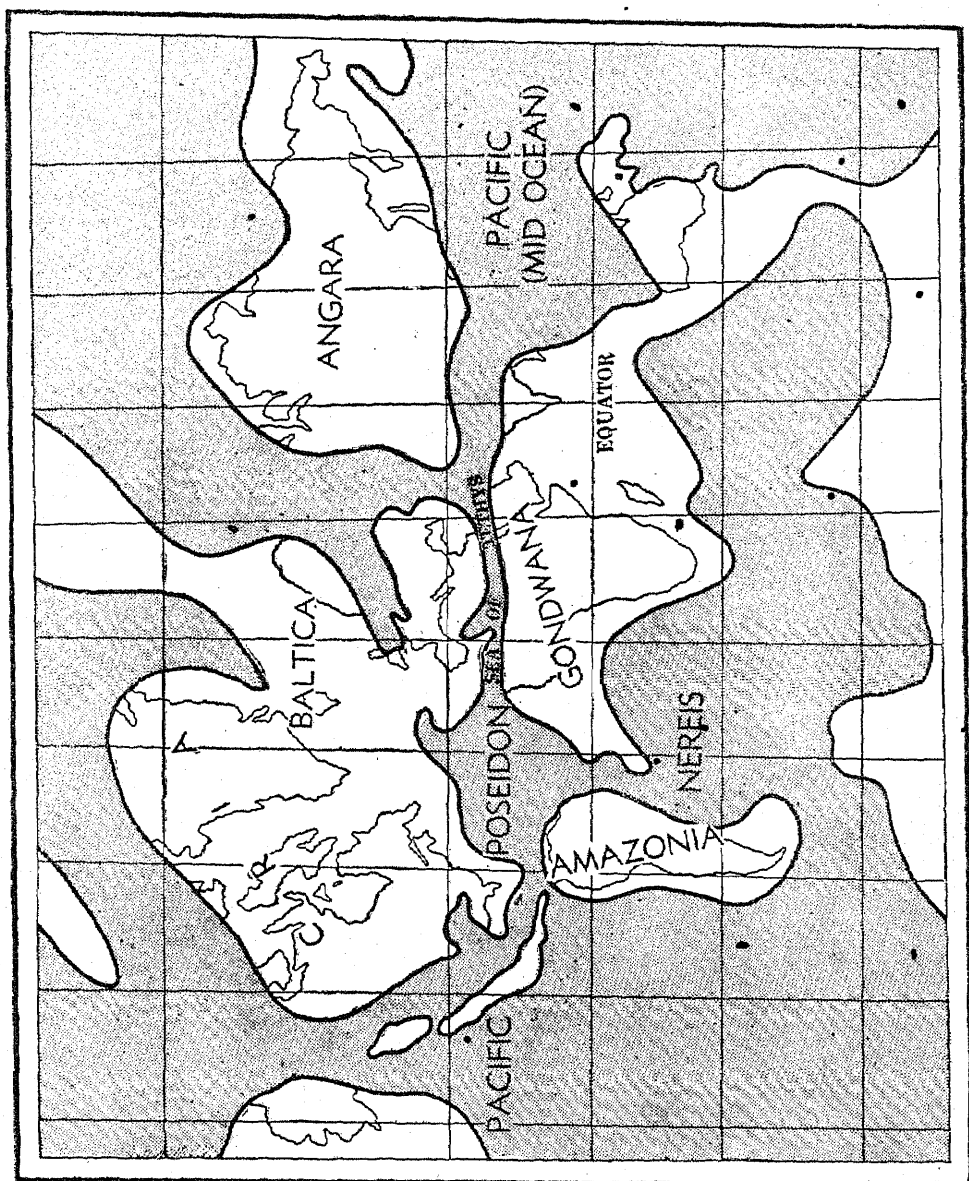 BALTICA
ANGARA
PACIFIC
POSEIDON
SEA OF TETHYS
PACIFIC
(MID OCEAN)
GONDWANA
EQUATOR
AMAZONIA
NEREIS